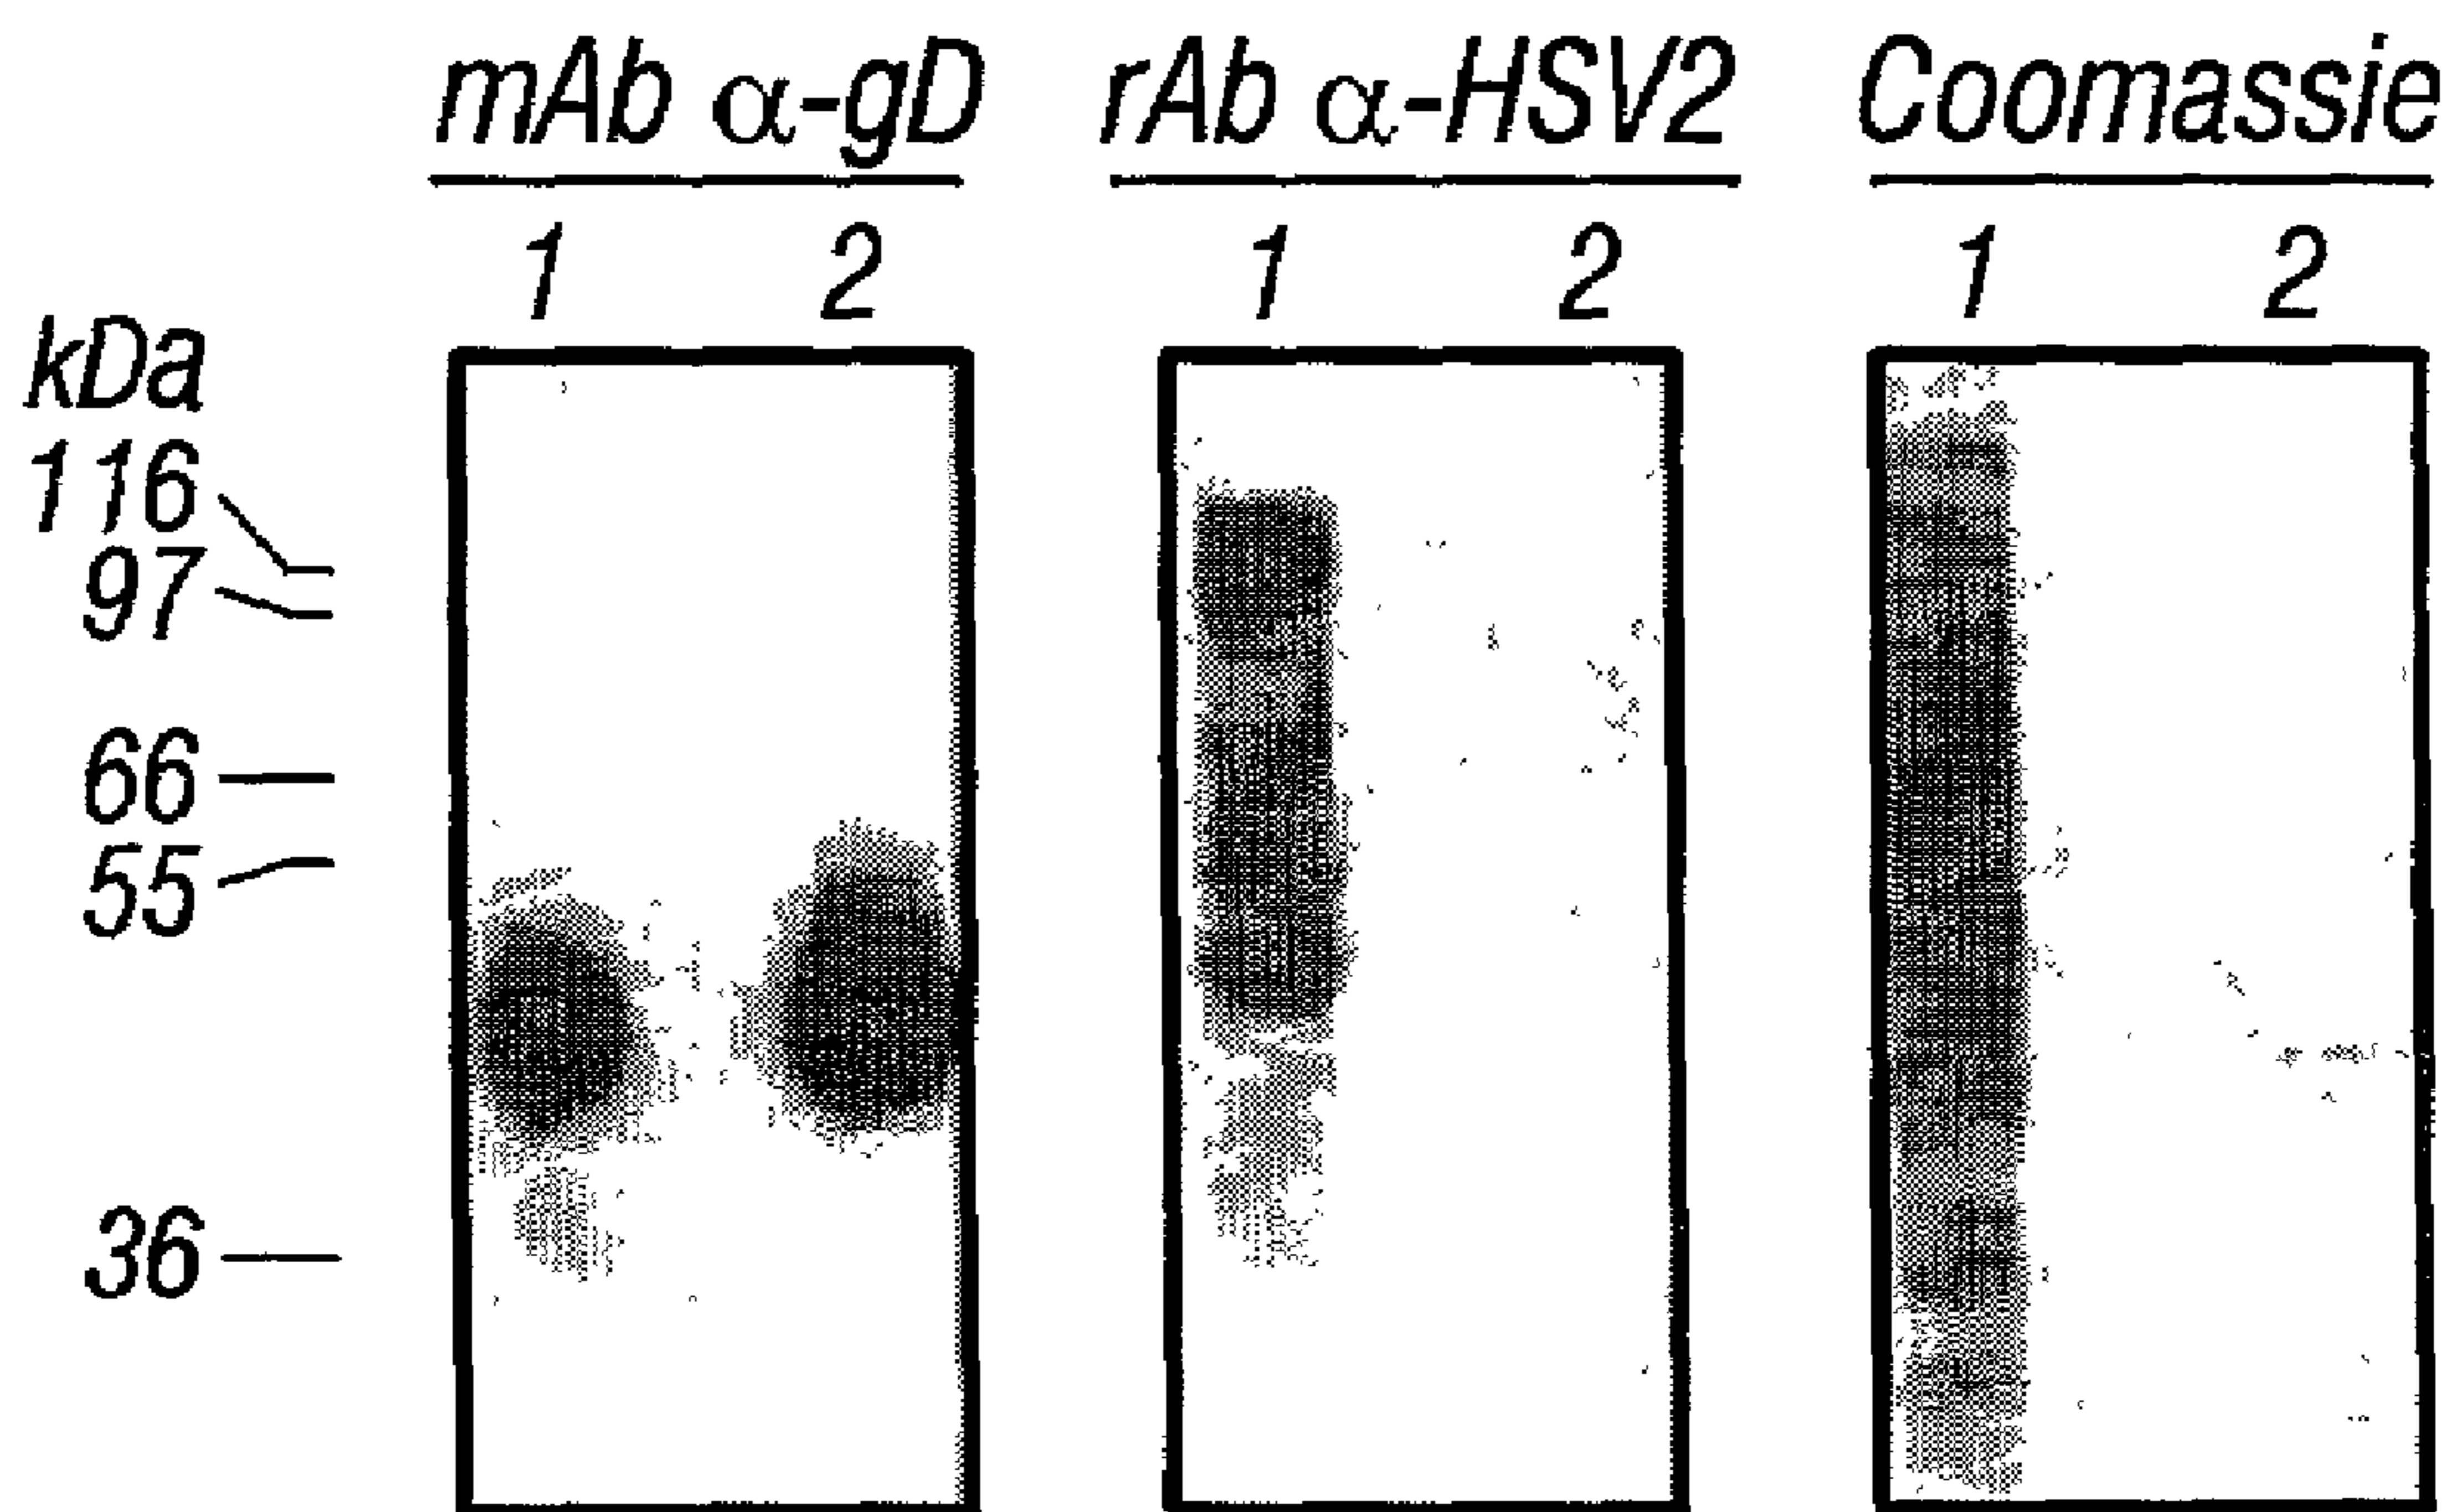 mAb α-gD rAb α-HSV2 Coomassie
1 2 1 2 1 2
kDa
116
97
66
55
36